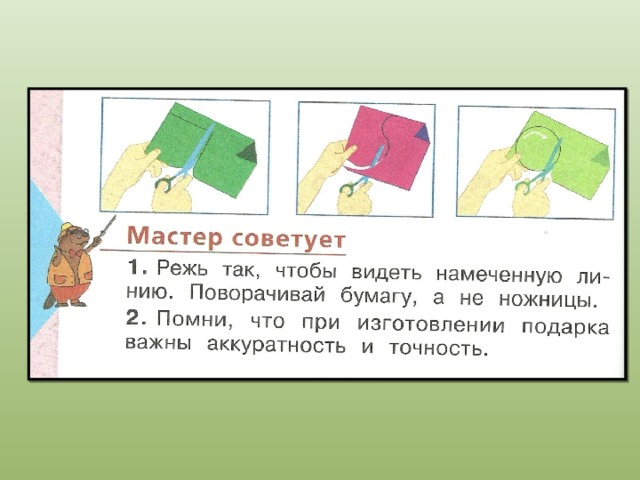 Мастер советует
1. Режь так, чтобы видеть намеченную ли-
нию. Поворачивай бумагу, а не ножницы.
2. Помни, что при изготовлении подарка
важны аккуратность и точность.